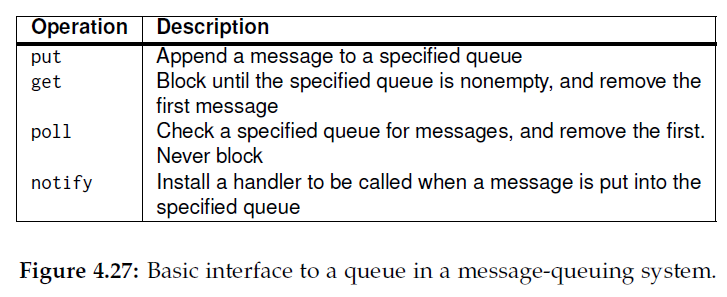 Operation Description
put Append a message to a specified queue
get Block until the specified queue is nonempty, and remove the
first message
poll Check a specified queue for messages, and remove the first.
Never block
notify Install a handler to be called when a message is put into the
specified queue
Figure 4.27: Basic interface to a queue in a message-queuing system.